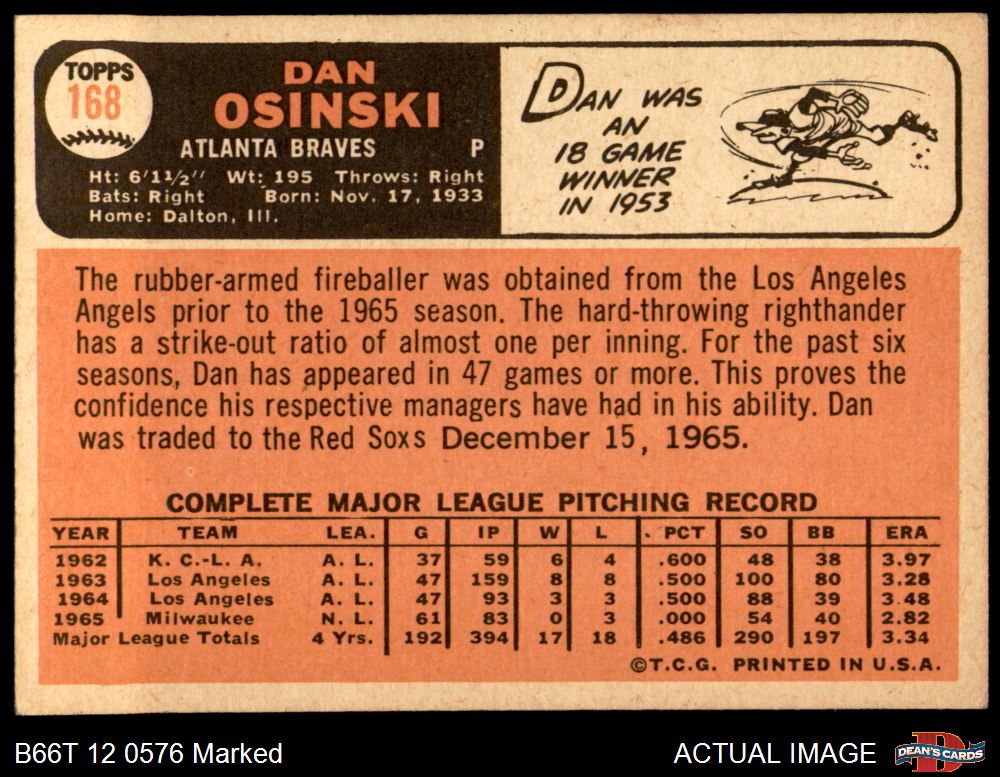 TOPPS
168
DAN
OSINSKI
ATLANTA BRAVES P
Ht: 6'1½" Wt: 195 Throws: Right
Bats: Right Born: Nov. 17, 1933
Home: Dalton, Ill.
DAN WAS
AN
18 GAME
WINNER
IN 1953
The rubber-armed fireballer was obtained from the Los Angeles
Angels prior to the 1965 season. The hard-throwing righthander
has a strike-out ratio of almost one per inning. For the past six
seasons, Dan has appeared in 47 games or more. This proves the
confidence his respective managers have had in his ability. Dan
was traded to the Red Soxs December 15, 1965.
COMPLETE MAJOR LEAGUE PITCHING RECORD
YEAR TEAM LEA. G IP W L PCT SO BB ERA
1962 K. C.-L. A. A. L. 37 59 6 4 .600 48 38 3.97
1963 Los Angeles A. L. 47 159 8 8 .500 100 80 3.28
1964 Los Angeles A. L. 47 93 3 3 .500 88 39 3.48
1965 Milwaukee N. L. 61 83 0 3 .000 54 40 2.82
Major League Totals 4 Yrs. 192 394 17 18 .486 290 197 3.34
©T.C.G. PRINTED IN U.S.A.
B66T 12 0576 Marked
ACTUAL IMAGE
DEAN'S CARDS